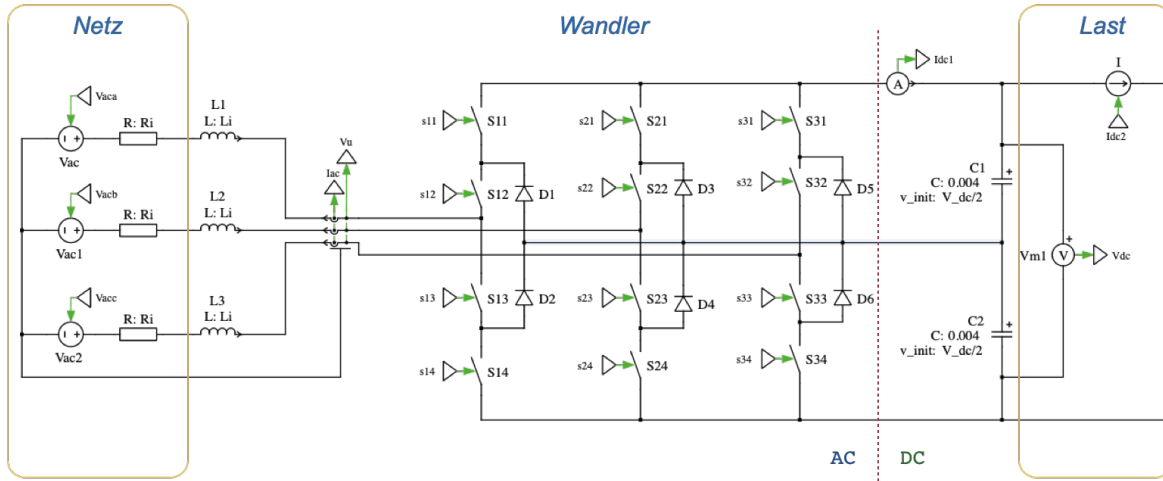 Netz
Wandler
Last
Vaca
Vac
R: Ri
L1
L: Li
Vacb
Vac1
R: Ri
L2
L: Li
Vacc
Vac2
R: Ri
L3
L: Li
Vu
Iac
s11
S11
s12
S12
D1
s13
S13
D2
s14
S14
s21
S21
s22
S22
D3
s23
S23
D4
s24
S24
s31
S31
s32
S32
D5
s33
S33
D6
s34
S34
A
Idc1
I
Idc2
C1
C: 0.004
v_init: V_dc/2
Vm1
V
Vdc
C2
C: 0.004
v_init: V_dc/2
AC
DC